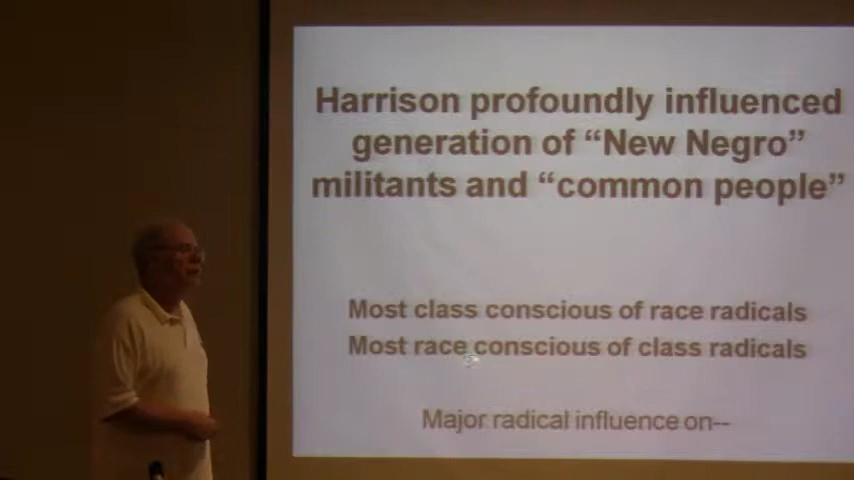 Harrison profoundly influenced
generation of “New Negro”
militants and “common people”
Most class conscious of race radicals
Most race conscious of class radicals
Major radical influence on--